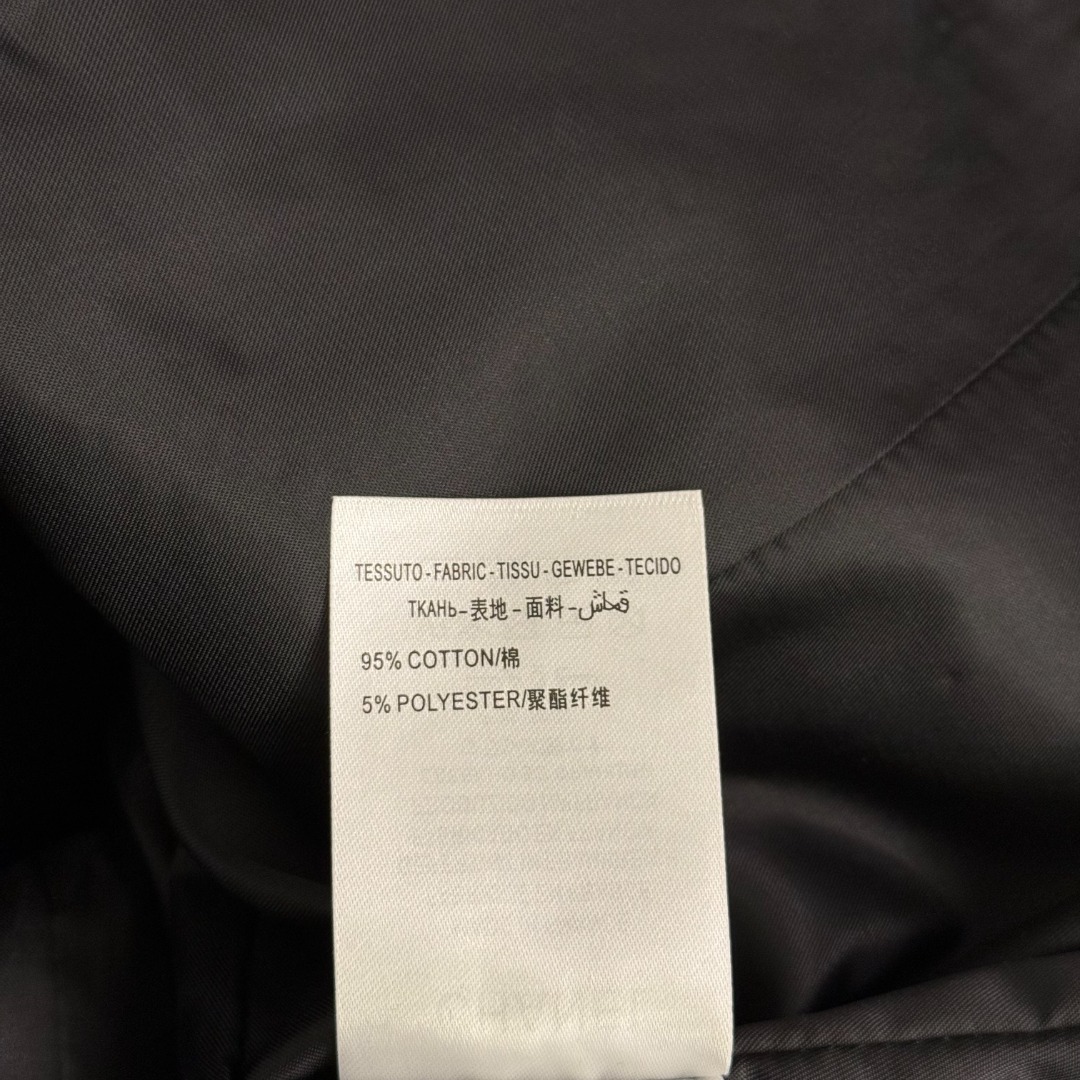 TESSUTO-FABRIC-TISSU-GEWEBE-TECIDO
ТКАНЬ-表地-面料-قماش
95% COTTON/棉
5% POLYESTER/聚酯纤维